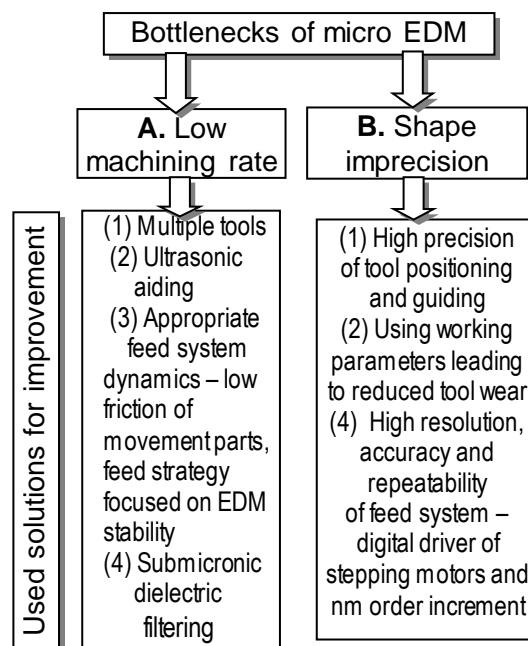 Bottlenecks of micro EDM
A. Low
machining rate
B. Shape
imprecision
Used solutions for improvement
(1) Multiple tools
(2) Ultrasonic
aiding
(3) Appropriate
feed system
dynamics – low
friction of
movement parts,
feed strategy
focused on EDM
stability
(4) Submicronic
dielectric
filtering
(1) High precision
of tool positioning
and guiding
(2) Using working
parameters leading
to reduced tool wear
(4) High resolution,
accuracy and
repeatability
of feed system –
digital driver of
stepping motors and
nm order increment